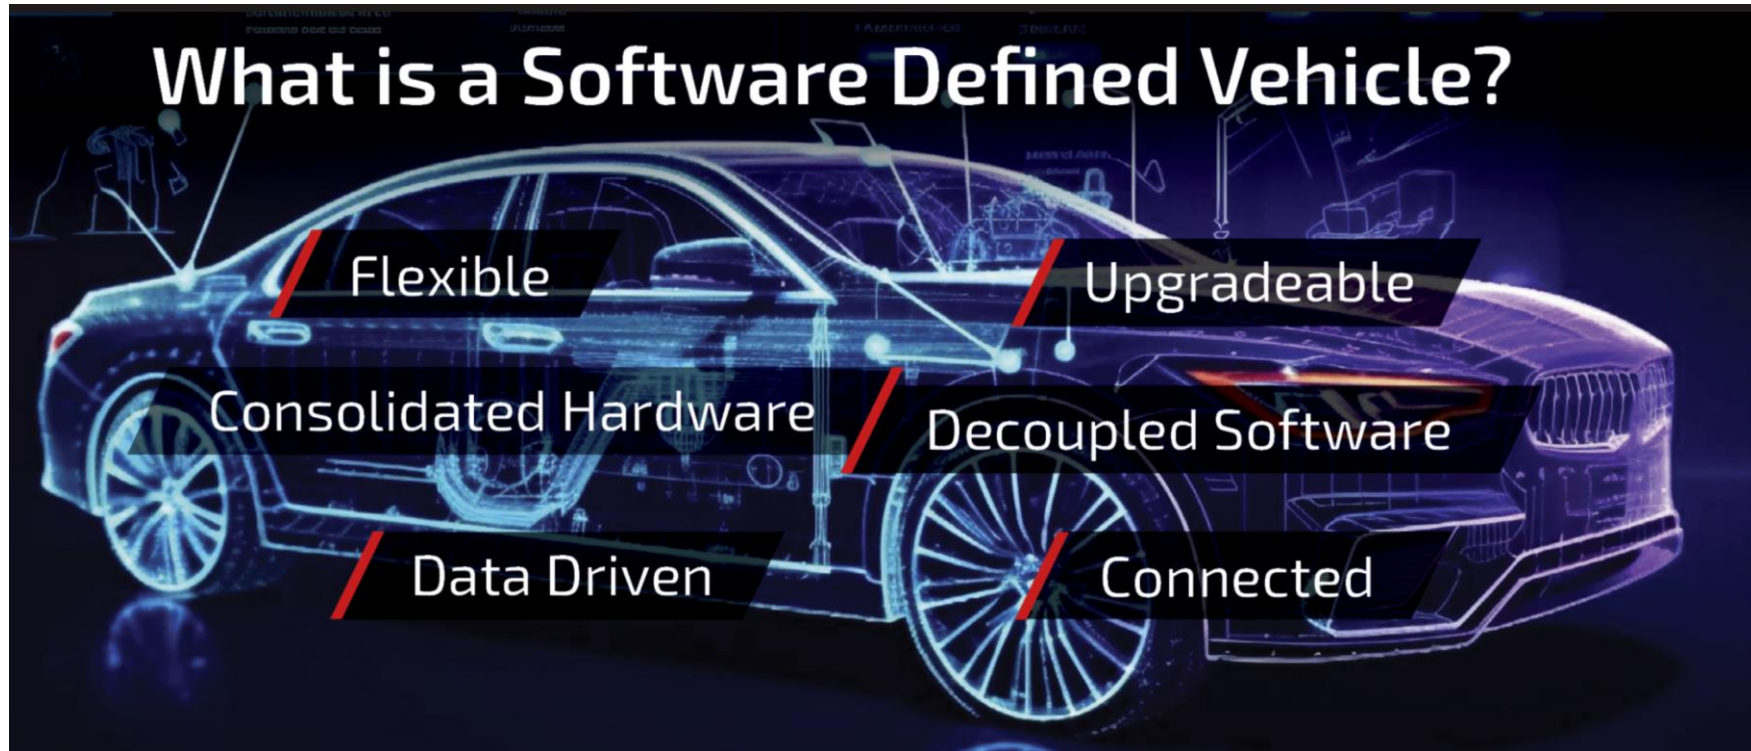 What is a Software Defined Vehicle?
Flexible
Upgradeable
Consolidated Hardware
Decoupled Software
Data Driven
Connected